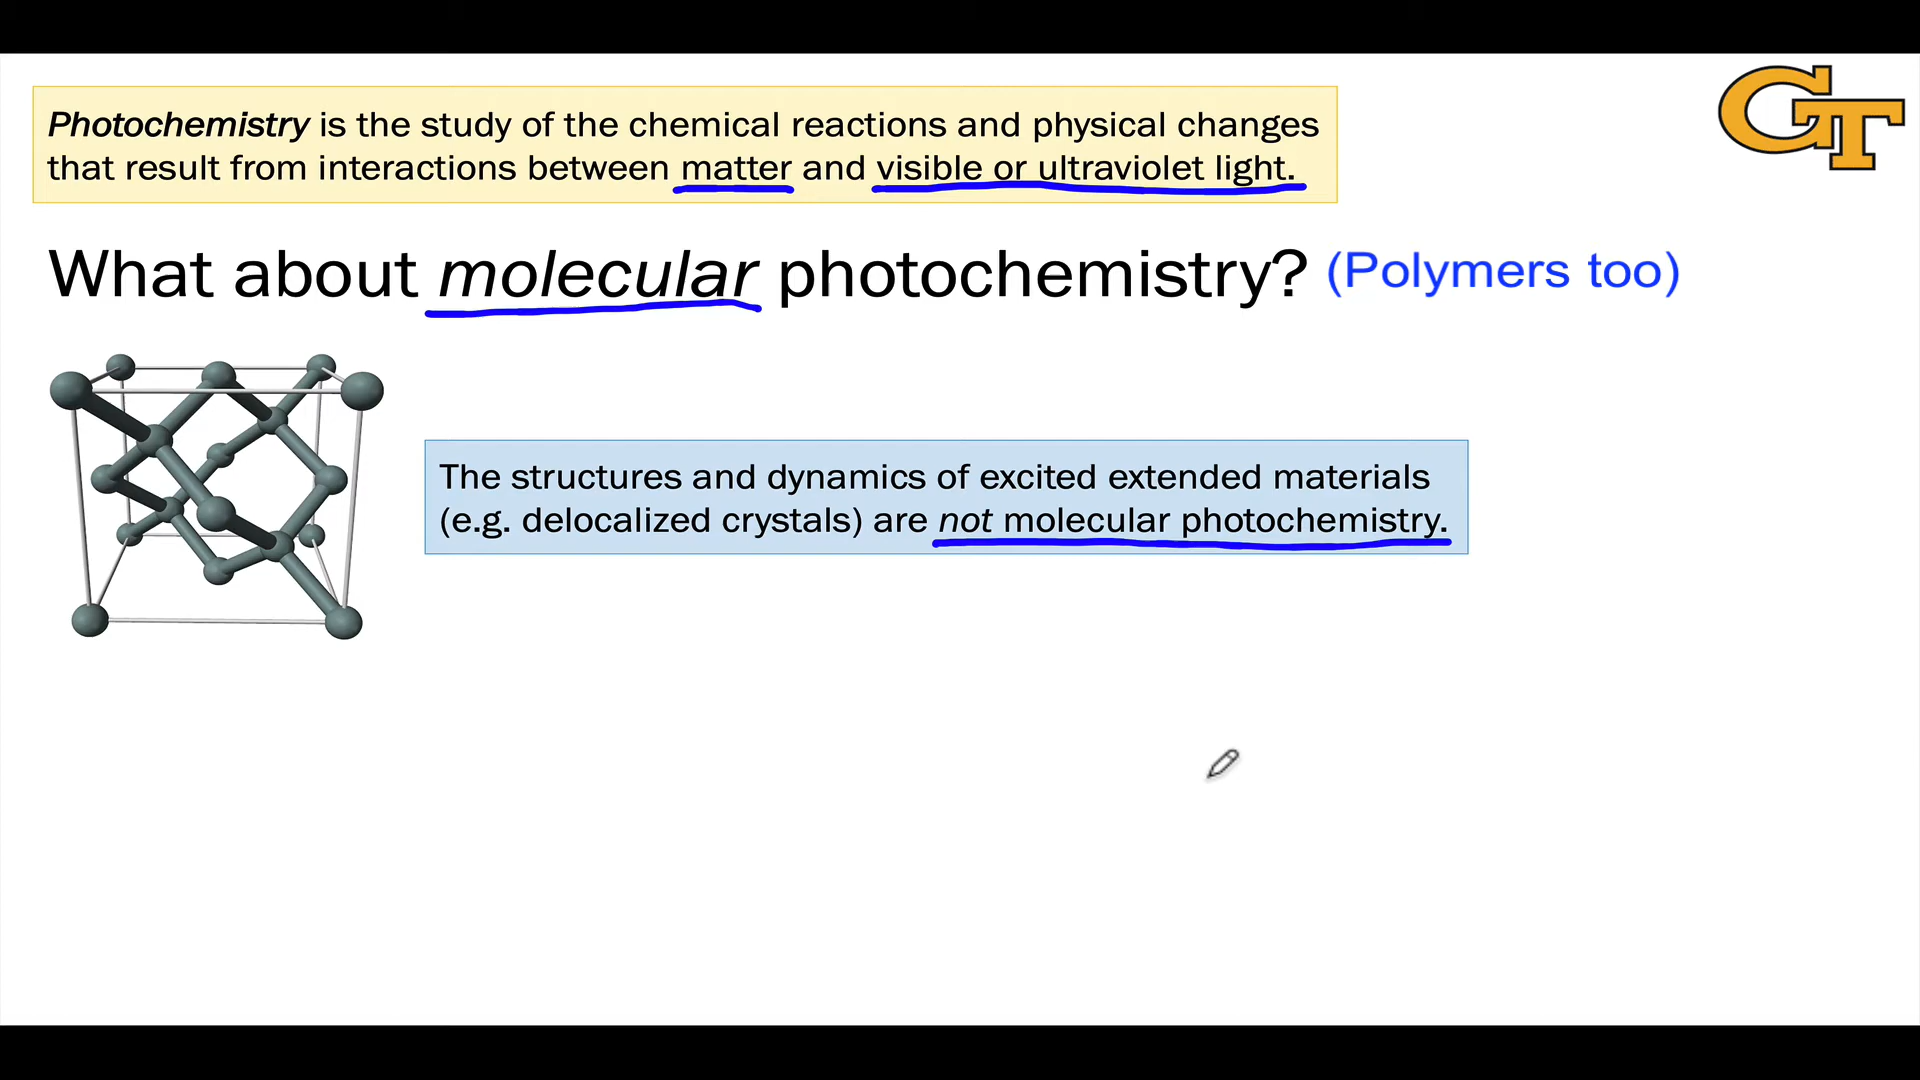 GT
Photochemistry is the study of the chemical reactions and physical changes
that result from interactions between matter and visible or ultraviolet light.
What about molecular photochemistry? (Polymers too)
The structures and dynamics of excited extended materials
(e.g. delocalized crystals) are not molecular photochemistry.